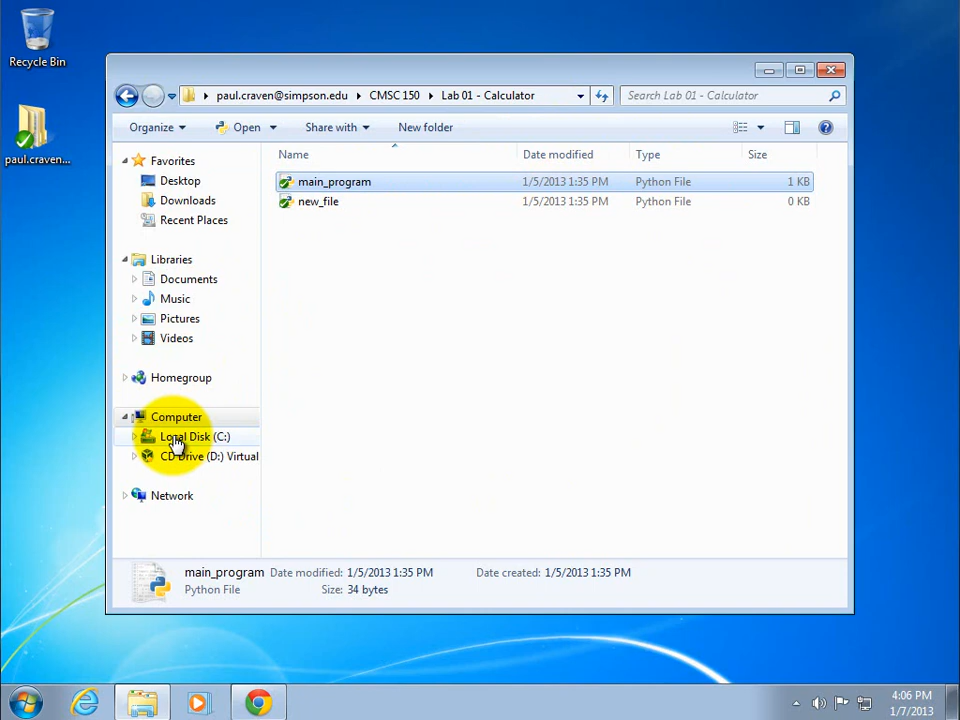 Recycle Bin
paul.craven...
paul.craven@simpson.edu CMSC 150 Lab 01 - Calculator
Search Lab 01 - Calculator
Organize Open Share with New folder
Name Date modified Type Size
main_program 1/5/2013 1:35 PM Python File 1 KB
new_file 1/5/2013 1:35 PM Python File 0 KB
Favorites
Desktop
Downloads
Recent Places
Libraries
Documents
Music
Pictures
Videos
Homegroup
Computer
Local Disk (C:)
CD Drive (D:) Virtual
Network
main_program Date modified: 1/5/2013 1:35 PM Date created: 1/5/2013 1:35 PM
Python File Size: 34 bytes
4:06 PM
1/7/2013